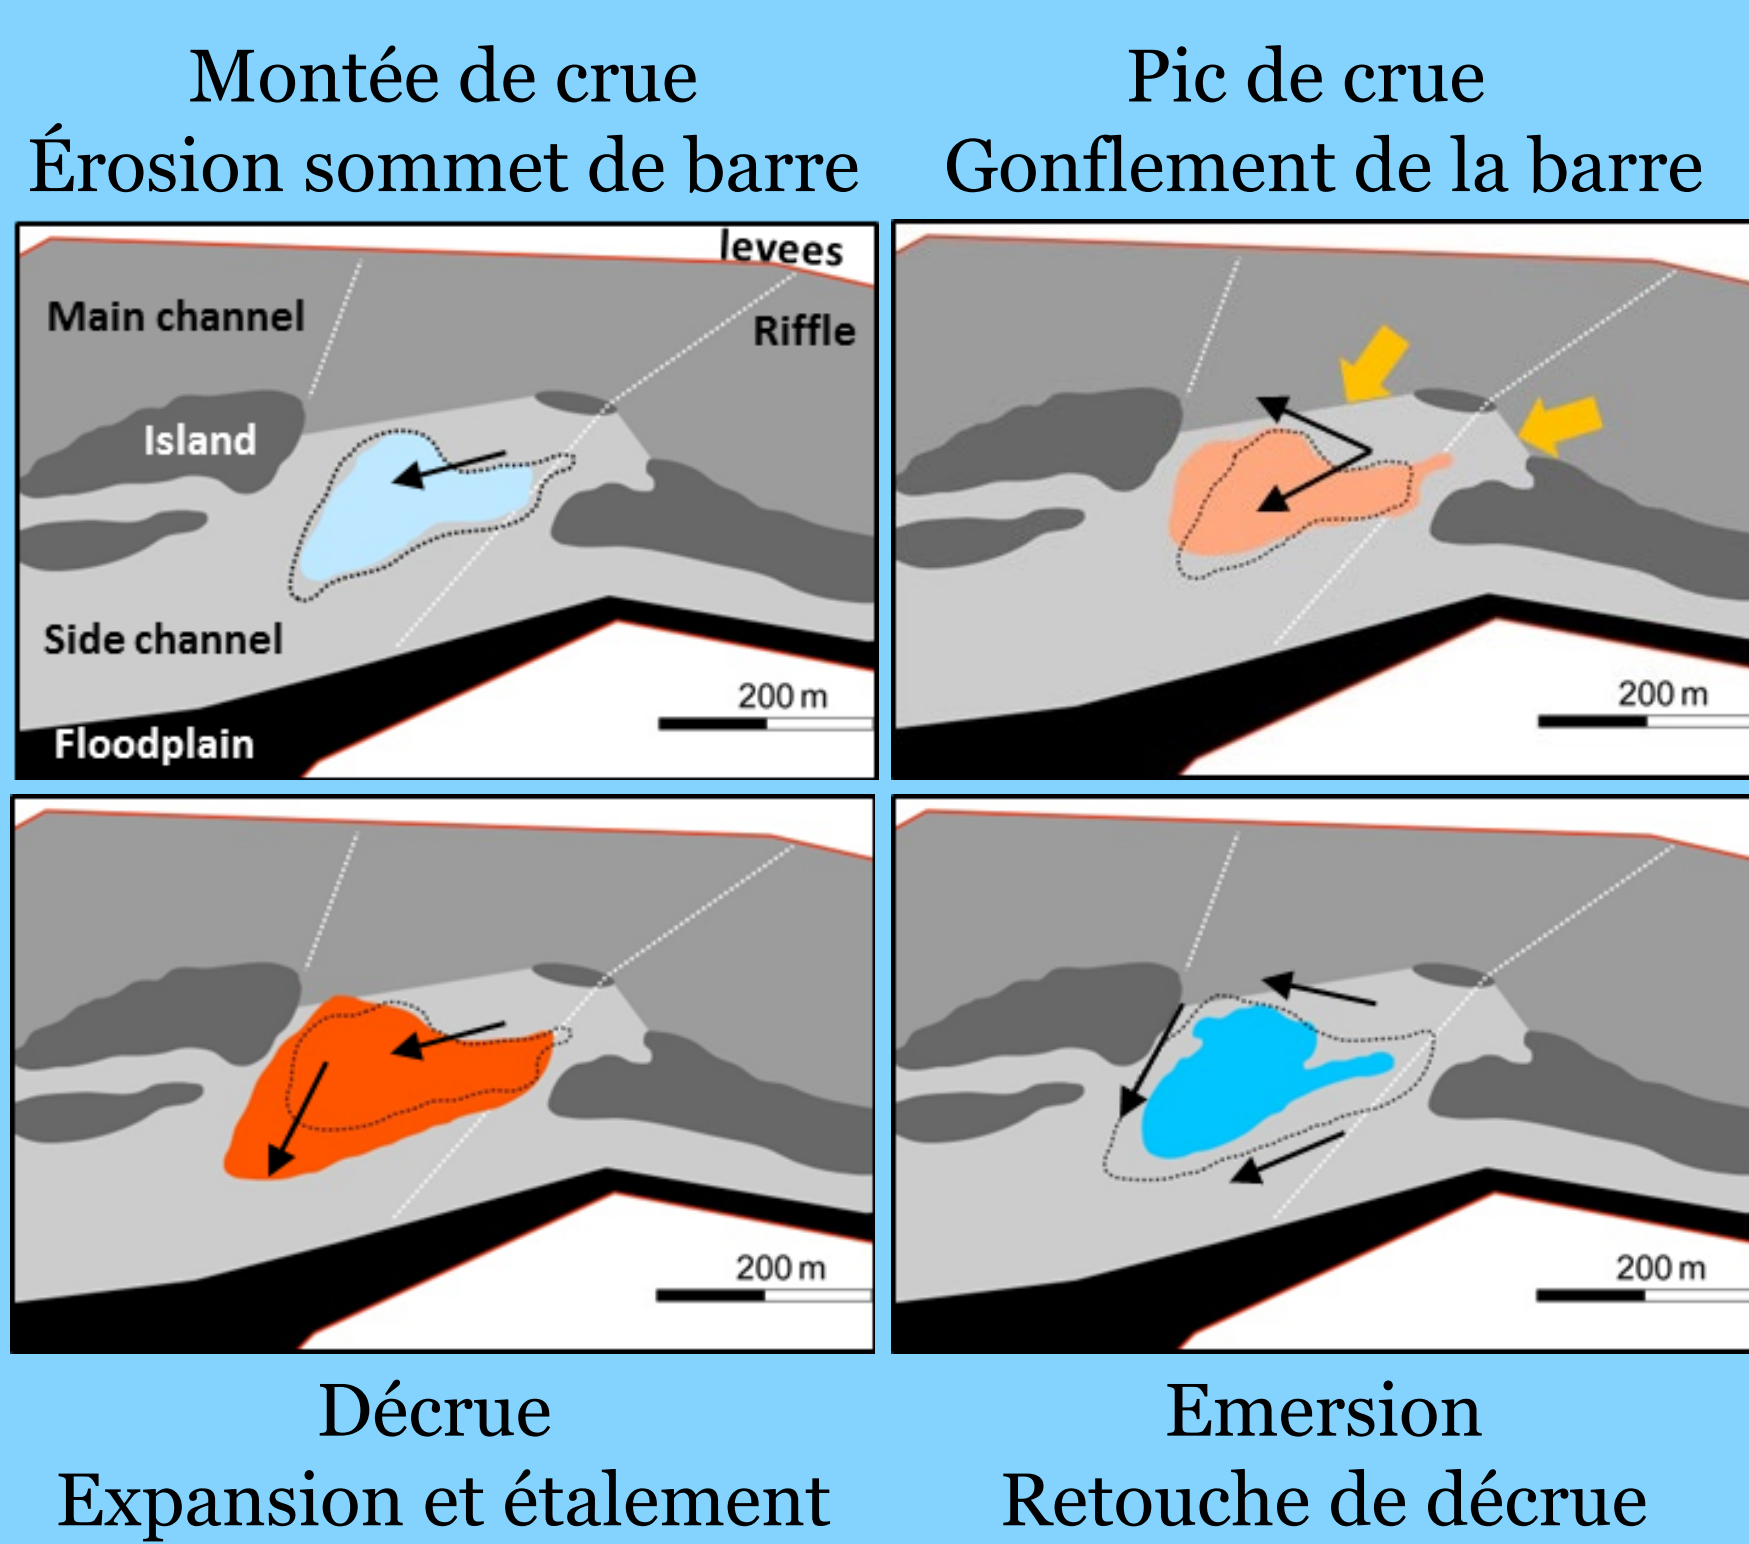 Montée de crue
Érosion sommet de barre
Pic de crue
Gonflement de la barre
levees
Main channel
Riffle
Island
Side channel
200 m
Floodplain
200 m
200 m
200 m
Décrue
Expansion et étalement
Emersion
Retouche de décrue